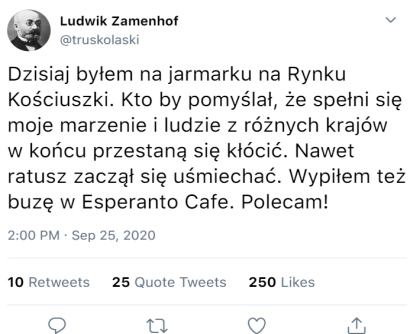 Ludwik Zamenhof
@truskolaski
Dzisiaj byłem na jarmarku na Rynku
Kościuszki. Kto by pomyślał, że spełni się
moje marzenie i ludzie z różnych krajów
w końcu przestaną się kłócić. Nawet
ratusz zaczął się uśmiechać. Wypiłem też
buzę w Esperanto Cafe. Polecam!
2:00 PM · Sep 25, 2020
10 Retweets 25 Quote Tweets 250 Likes